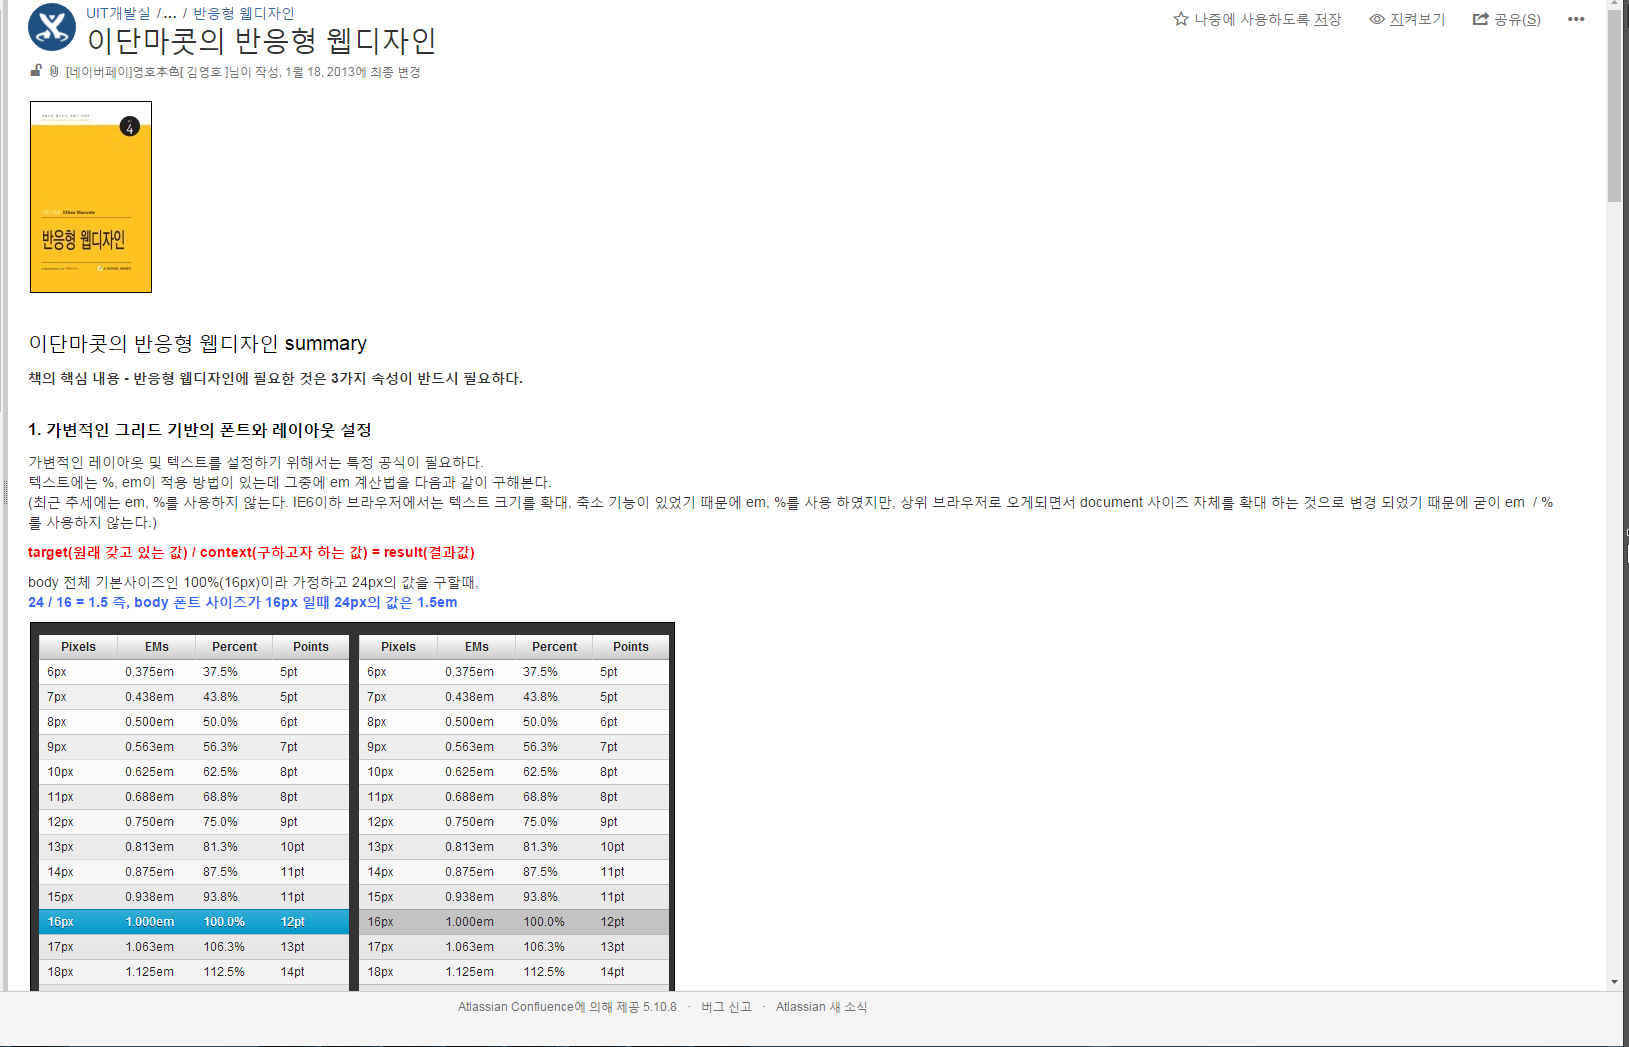 UIT개발실 /... / 반응형 웹디자인
이단마콧의 반응형 웹디자인
[네이버페이]영호本色[ 김영호 ]님이 작성, 1월 18, 2013에 최종 변경
나중에 사용하도록 저장 지켜보기 공유(S) •••
4
Ethan Marcotte
반응형 웹디자인
A BOOK APART
이단마콧의 반응형 웹디자인 summary
책의 핵심 내용 - 반응형 웹디자인에 필요한 것은 3가지 속성이 반드시 필요하다.
1. 가변적인 그리드 기반의 폰트와 레이아웃 설정
가변적인 레이아웃 및 텍스트를 설정하기 위해서는 특정 공식이 필요하다.
텍스트에는 %, em이 적용 방법이 있는데 그중에 em 계산법을 다음과 같이 구해본다.
(최근 추세에는 em, %를 사용하지 않는다. IE6이하 브라우저에서는 텍스트 크기를 확대, 축소 기능이 있었기 때문에 em, %를 사용 하였지만, 상위 브라우저로 오게되면서 document 사이즈 자체를 확대 하는 것으로 변경 되었기 때문에 굳이 em / %
를 사용하지 않는다.)
target(원래 갖고 있는 값) / context(구하고자 하는 값) = result(결과값)
body 전체 기본사이즈인 100%(16px)이라 가정하고 24px의 값을 구할때,
24 / 16 = 1.5 즉, body 폰트 사이즈가 16px 일때 24px의 값은 1.5em
Pixels EMs Percent Points Pixels EMs Percent Points
6px 0.375em 37.5% 5pt 6px 0.375em 37.5% 5pt
7px 0.438em 43.8% 5pt 7px 0.438em 43.8% 5pt
8px 0.500em 50.0% 6pt 8px 0.500em 50.0% 6pt
9px 0.563em 56.3% 7pt 9px 0.563em 56.3% 7pt
10px 0.625em 62.5% 8pt 10px 0.625em 62.5% 8pt
11px 0.688em 68.8% 8pt 11px 0.688em 68.8% 8pt
12px 0.750em 75.0% 9pt 12px 0.750em 75.0% 9pt
13px 0.813em 81.3% 10pt 13px 0.813em 81.3% 10pt
14px 0.875em 87.5% 11pt 14px 0.875em 87.5% 11pt
15px 0.938em 93.8% 11pt 15px 0.938em 93.8% 11pt
16px 1.000em 100.0% 12pt 16px 1.000em 100.0% 12pt
17px 1.063em 106.3% 13pt 17px 1.063em 106.3% 13pt
18px 1.125em 112.5% 14pt 18px 1.125em 112.5% 14pt
Atlassian Confluence에 의해 제공 5.10.8 · 버그 신고 · Atlassian 새 소식